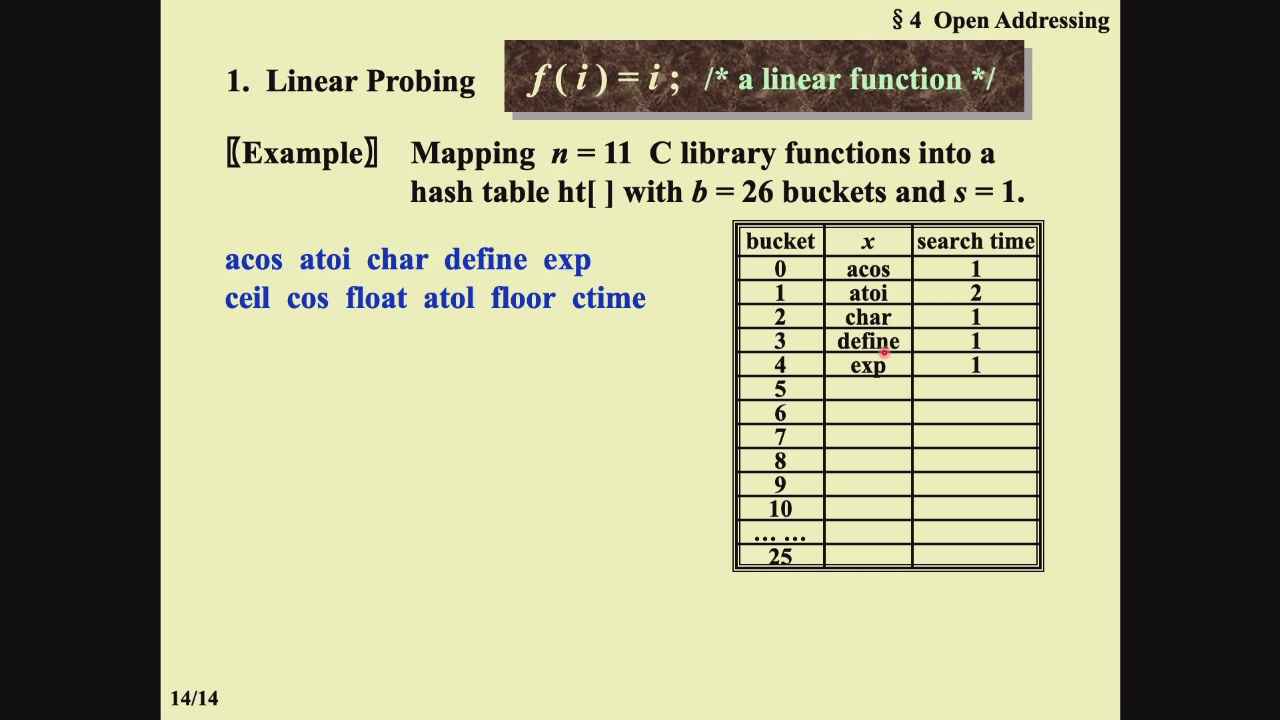 § 4 Open Addressing
1. Linear Probing
f ( i ) = i ; /* a linear function */
〖Example〗 Mapping n = 11 C library functions into a
hash table ht[ ] with b = 26 buckets and s = 1.
acos atoi char define exp
ceil cos float atol floor ctime
bucket x search time
0 acos 1
1 atoi 2
2 char 1
3 define 1
4 exp 1
5
6
7
8
9
10
... ...
25
14/14